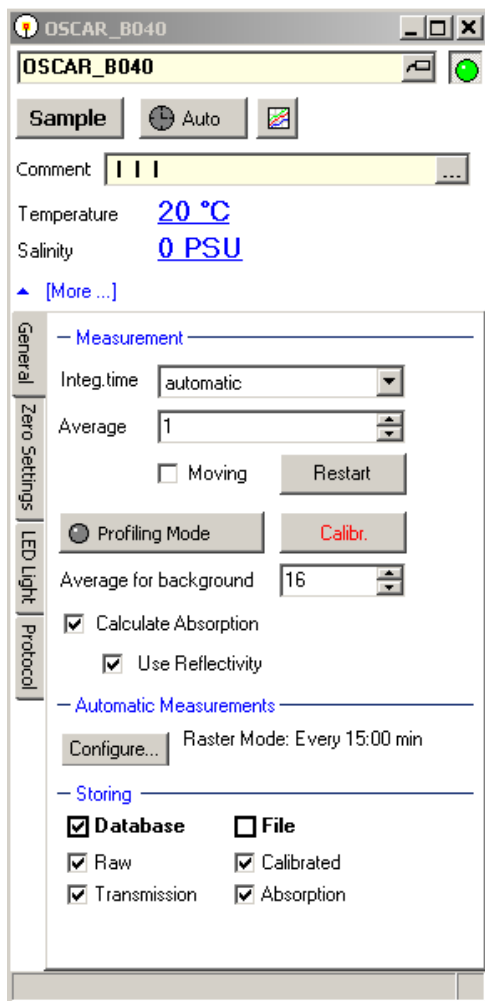 OSCAR_B040
OSCAR_B040
Sample Auto
Comment | | | ...
Temperature 20 °C
Salinity 0 PSU
[More ...]
General
Zero Settings
LED Light
Protocol
Measurement
Integ.time automatic
Average 1
Moving Restart
Profiling Mode Calibr.
Average for background 16
Calculate Absorption
Use Reflectivity
Automatic Measurements
Configure... Raster Mode: Every 15:00 min
Storing
Database File
Raw Calibrated
Transmission Absorption